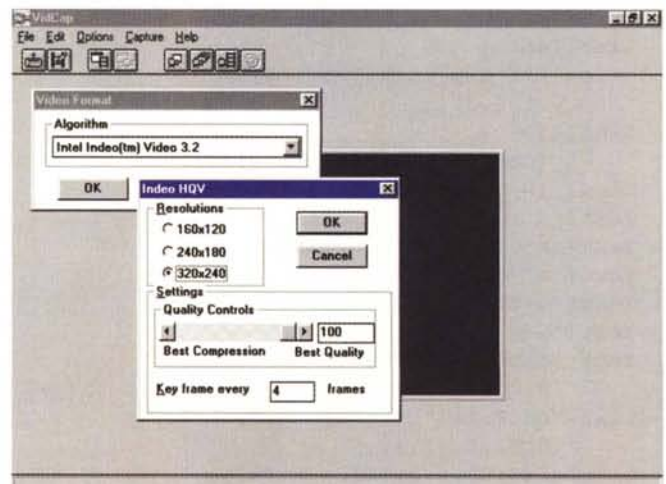 VidCap
File Edit Options Capture Help
Video Format
Algorithm
Intel Indeo(tm) Video 3.2
OK
Indeo HQV
Resolutions
160x120
240x180
320x240
OK
Cancel
Settings
Quality Controls
100
Best Compression Best Quality
Key frame every 4 frames